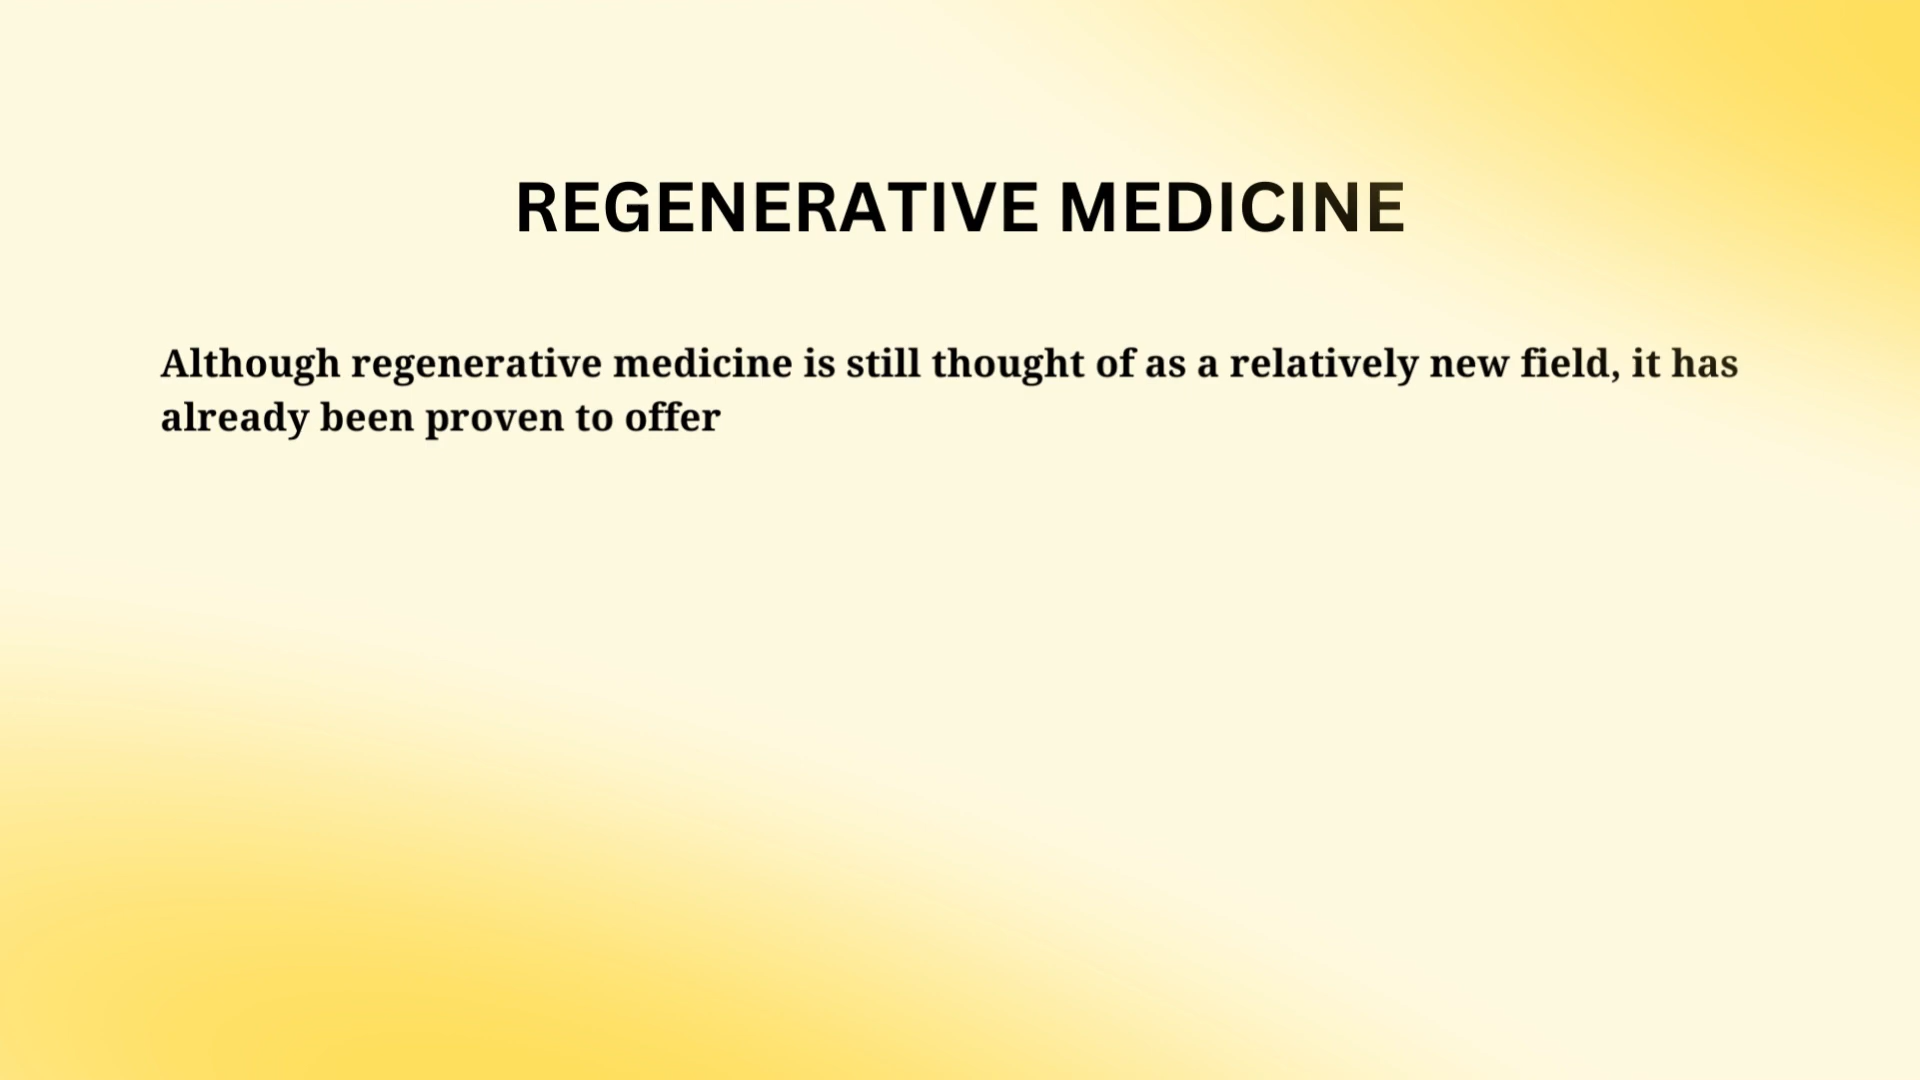 REGENERATIVE MEDICINE
Although regenerative medicine is still thought of as a relatively new field, it has
already been proven to offer